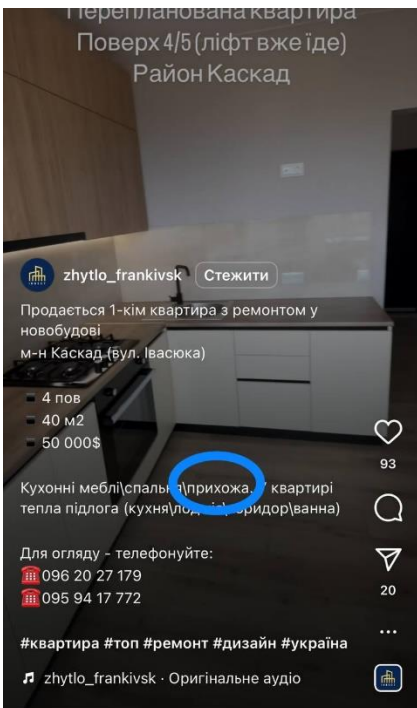 Перепланована квартира
Поверх 4/5 (ліфт вже їде)
Район Каскад
zhytlo_frankivsk Стежити
Продається 1-кім квартира з ремонтом у
новобудові
м-н Каскад (вул. Івасюка)
4 пов
40 м2
50 000$
Кухонні меблі\спальня\прихожа. квартирі
тепла підлога (кухня\ \коридор\ванна)
Для огляду - телефонуйте:
☎️096 20 27 179
☎️095 94 17 772
93
20
#квартира #топ #ремонт #дизайн #україна
zhytlo_frankivsk · Оригінальне аудіо